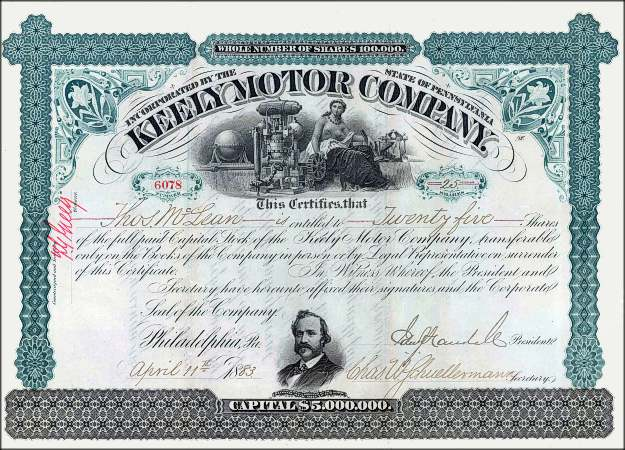 WHOLE NUMBER OF SHARES 100,000.
INCORPORATED BY THE STATE OF PENNSYLVANIA
KEELY MOTOR COMPANY.
6078
NUMBER
25
SHARES
This Certifies, that
Thos. McLean is entitled to Twenty five Shares
of the full paid Capital Stock of the Keely Motor Company, transferable
only on the Books of the Company in person or by Legal Representative on surrender
of this Certificate. In Witness Whereof the President and
Secretary have hereunto affixed their signatures and the Corporate
Seal of the Company.
Philadelphia, Pa.
President
April 11th 1883
Chas. W. Schuellermann
Secretary.
CAPITAL $5,000,000.